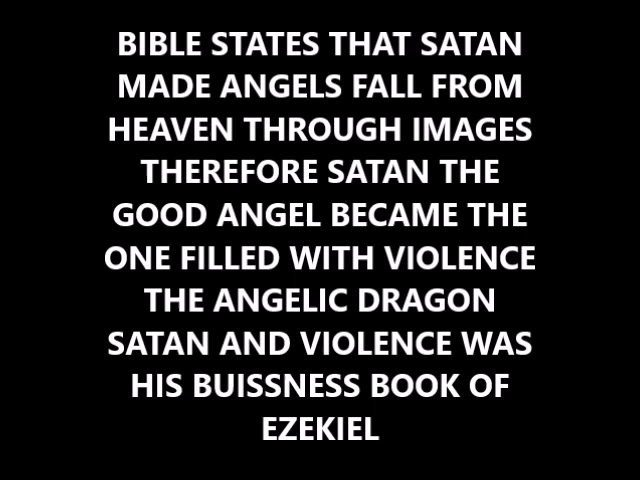 BIBLE STATES THAT SATAN
MADE ANGELS FALL FROM
HEAVEN THROUGH IMAGES
THEREFORE SATAN THE
GOOD ANGEL BECAME THE
ONE FILLED WITH VIOLENCE
THE ANGELIC DRAGON
SATAN AND VIOLENCE WAS
HIS BUISSNESS BOOK OF
EZEKIEL